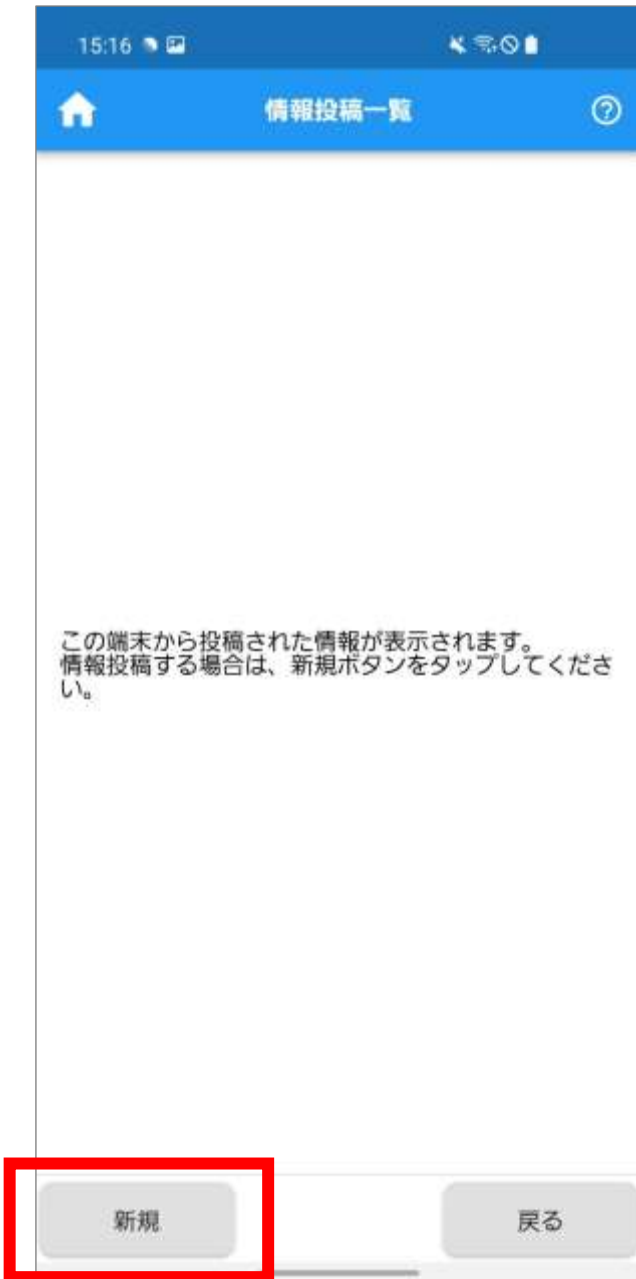 15:16
情報投稿一覧
この端末から投稿された情報が表示されます。
情報投稿する場合は、新規ボタンをタップしてくださ
い。
新規
戻る